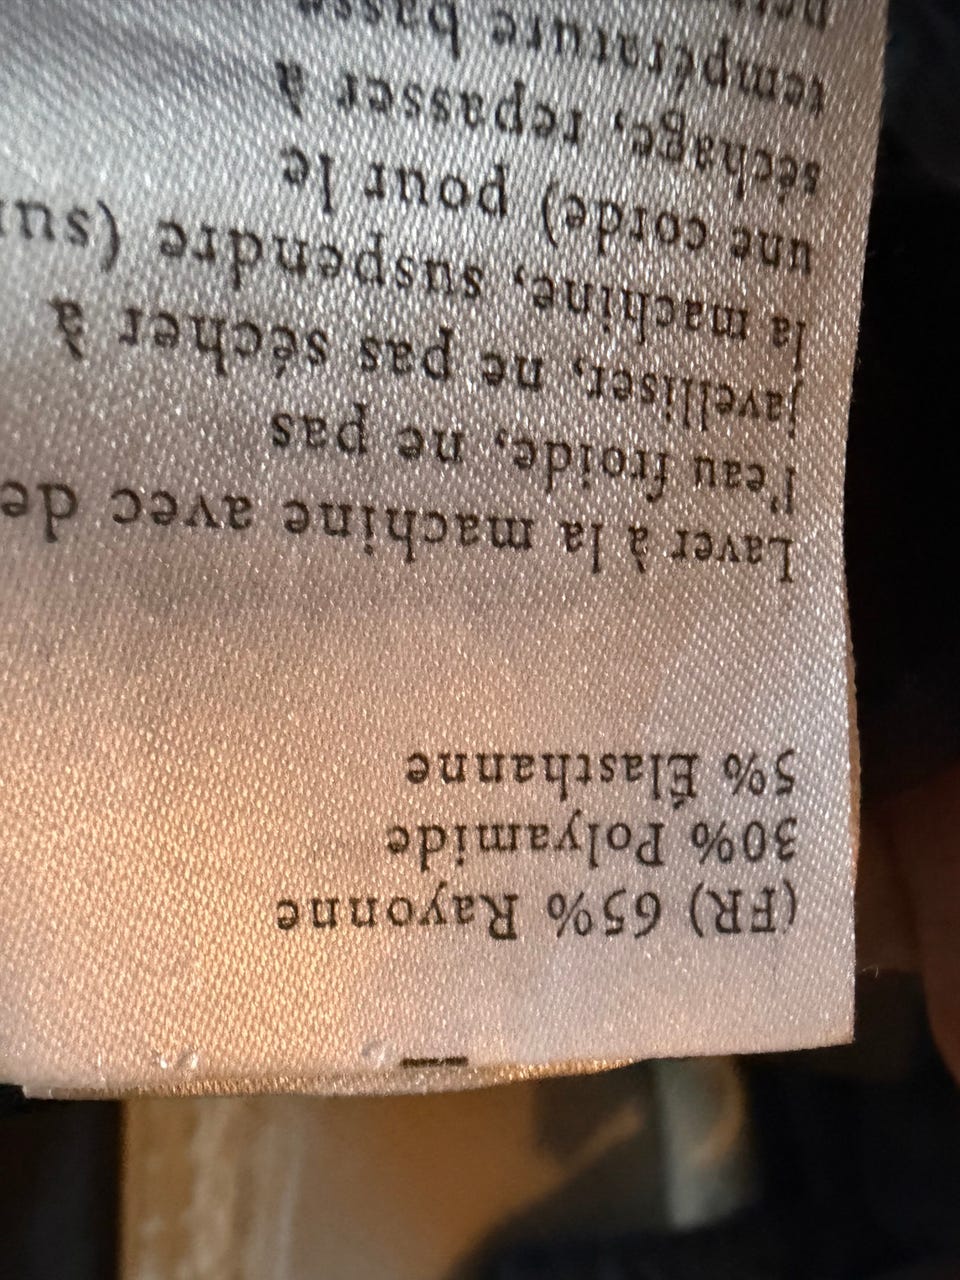 (FR) 65% Rayonne
30% Polyamide
5% Élasthanne
Laver à la machine avec de
l'eau froide, ne pas
javelliser, ne pas sécher à
la machine, suspendre (sur
une corde) pour le
séchage, repasser à
température basse